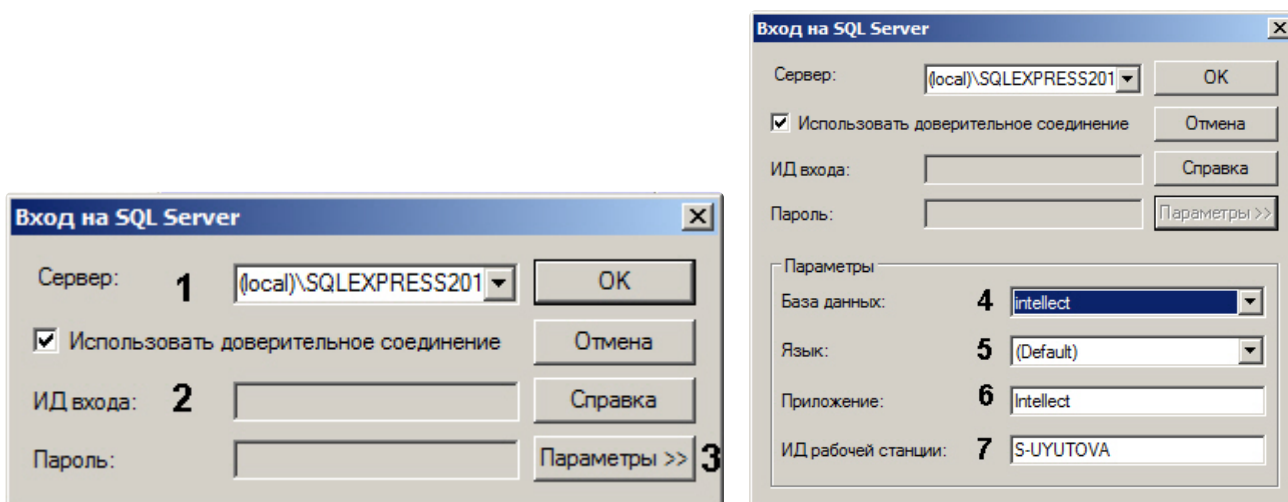 Вход на SQL Server
Сервер: 1 (local)\SQLEXPRESS201 OK
Использовать доверительное соединение Отмена
ИД входа: 2 Справка
Пароль: Параметры >> 3
Вход на SQL Server
Сервер: (local)\SQLEXPRESS201 OK
Использовать доверительное соединение Отмена
ИД входа: Справка
Пароль: Параметры >>
Параметры
База данных: 4 intellect
Язык: 5 (Default)
Приложение: 6 Intellect
ИД рабочей станции: 7 S-UYUTOVA